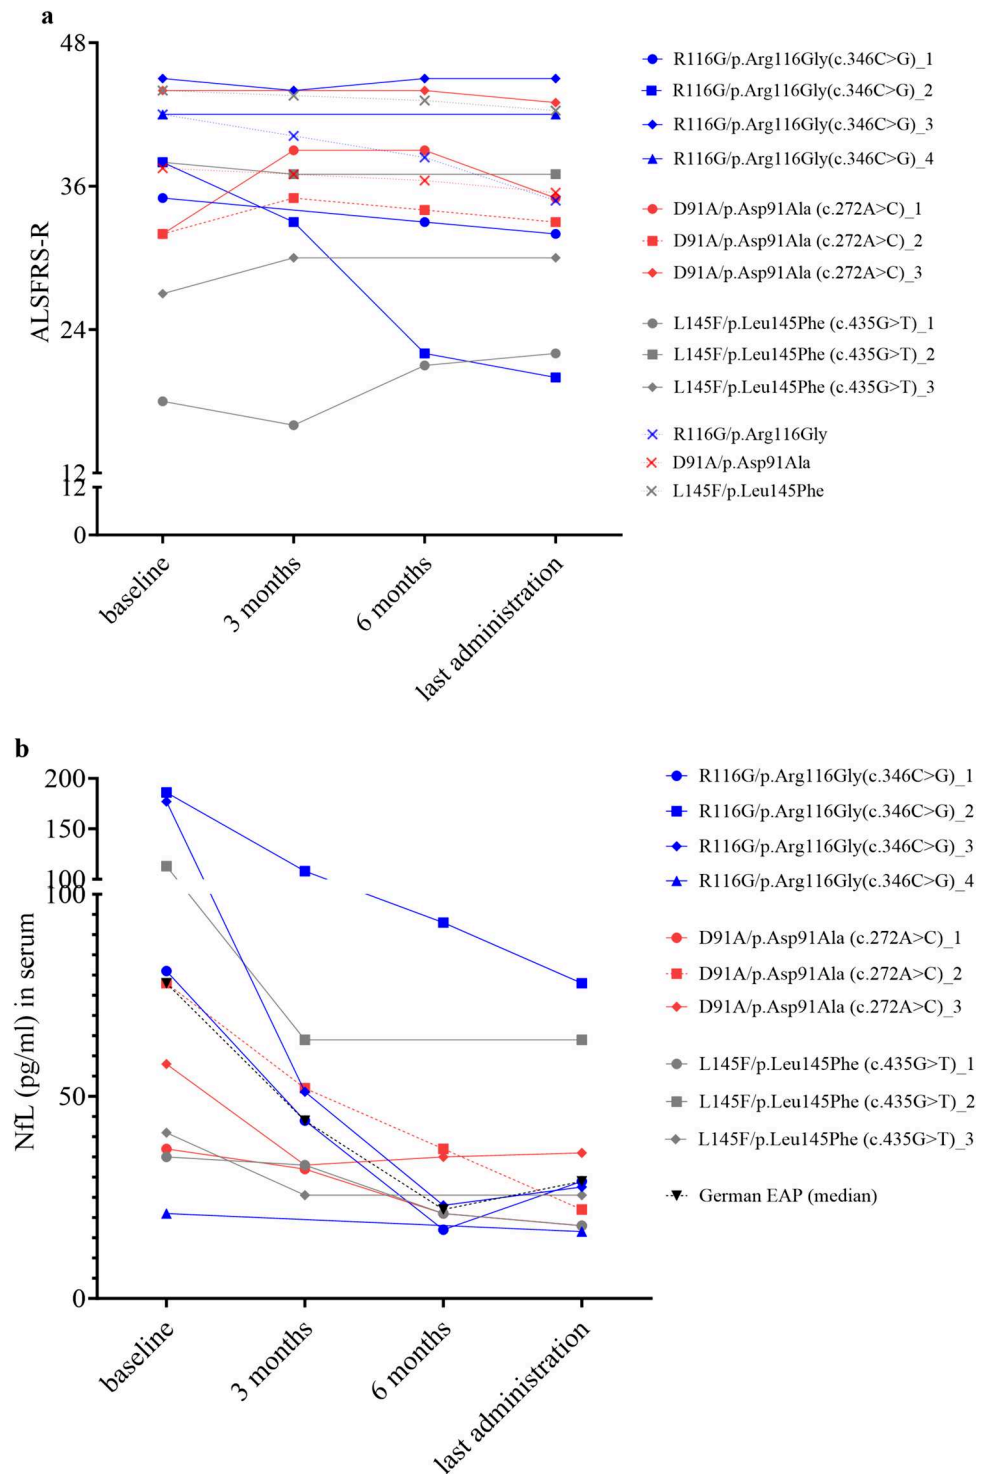 a
48
36
24
12
12
0
ALSFRS-R
baseline
3 months
6 months
last administration
R116G/p.Arg116Gly(c.346C>G)_1
R116G/p.Arg116Gly(c.346C>G)_2
R116G/p.Arg116Gly(c.346C>G)_3
R116G/p.Arg116Gly(c.346C>G)_4
D91A/p.Asp91Ala (c.272A>C)_1
D91A/p.Asp91Ala (c.272A>C)_2
D91A/p.Asp91Ala (c.272A>C)_3
L145F/p.Leu145Phe (c.435G>T)_1
L145F/p.Leu145Phe (c.435G>T)_2
L145F/p.Leu145Phe (c.435G>T)_3
R116G/p.Arg116Gly
D91A/p.Asp91Ala
L145F/p.Leu145Phe
b
200
150
100
100
50
0
NfL (pg/ml) in serum
baseline
3 months
6 months
last administration
R116G/p.Arg116Gly(c.346C>G)_1
R116G/p.Arg116Gly(c.346C>G)_2
R116G/p.Arg116Gly(c.346C>G)_3
R116G/p.Arg116Gly(c.346C>G)_4
D91A/p.Asp91Ala (c.272A>C)_1
D91A/p.Asp91Ala (c.272A>C)_2
D91A/p.Asp91Ala (c.272A>C)_3
L145F/p.Leu145Phe (c.435G>T)_1
L145F/p.Leu145Phe (c.435G>T)_2
L145F/p.Leu145Phe (c.435G>T)_3
German EAP (median)